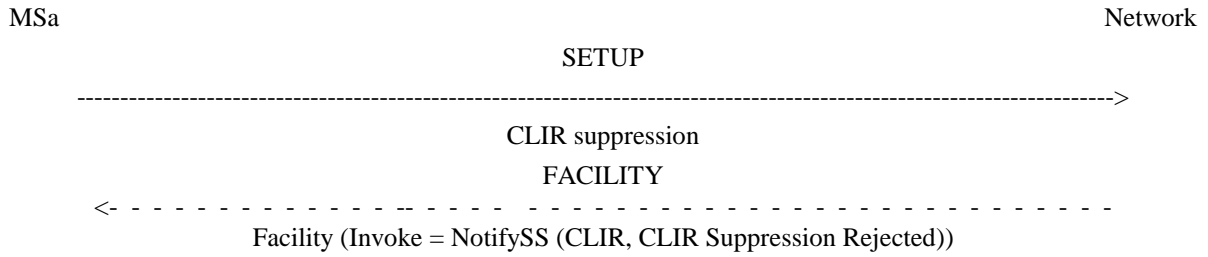 MSa Network
SETUP
------------------------------------------------------------------------------------------------------------------------>
CLIR suppression
FACILITY
<- - - - - - - - - - - - - - -- - - - - - - - - - - - - - - - - - - - - - - - - - - -
Facility (Invoke = NotifySS (CLIR, CLIR Suppression Rejected))